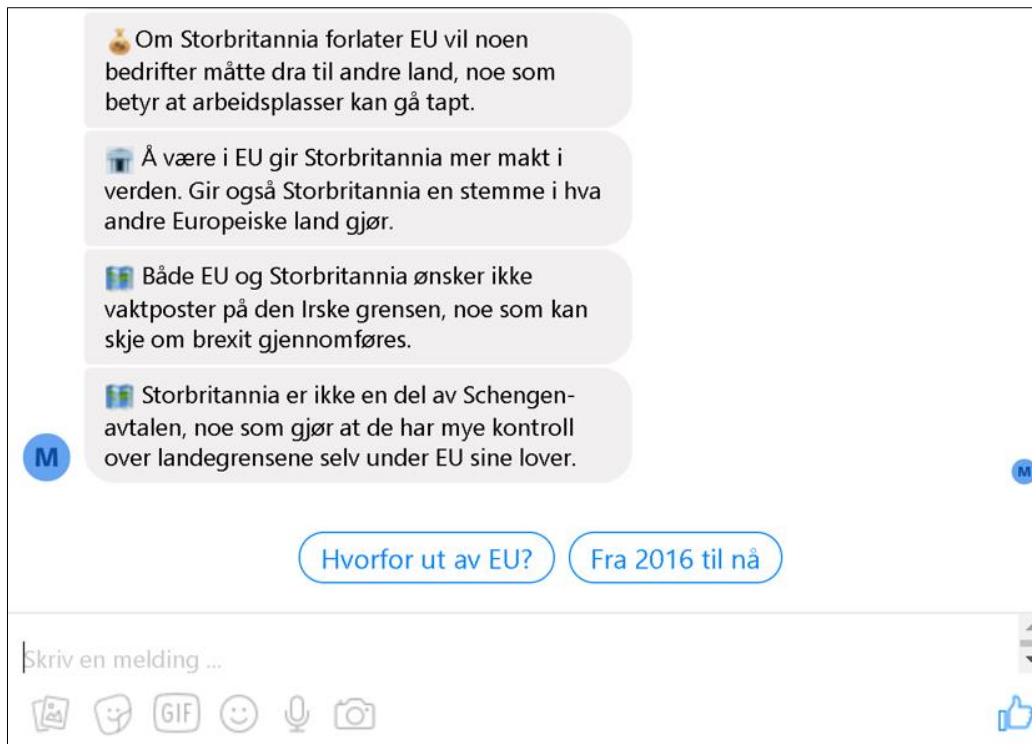 Om Storbritannia forlater EU vil noen
bedrifter måtte dra til andre land, noe som
betyr at arbeidsplasser kan gå tapt.
Å være i EU gir Storbritannia mer makt i
verden. Gir også Storbritannia en stemme i hva
andre Europeiske land gjør.
Både EU og Storbritannia ønsker ikke
vaktposter på den Irske grensen, noe som kan
skje om brexit gjennomføres.
Storbritannia er ikke en del av Schengen-
avtalen, noe som gjør at de har mye kontroll
over landegrensene selv under EU sine lover.
M
M
Hvorfor ut av EU? Fra 2016 til nå
Skriv en melding ...
GIF